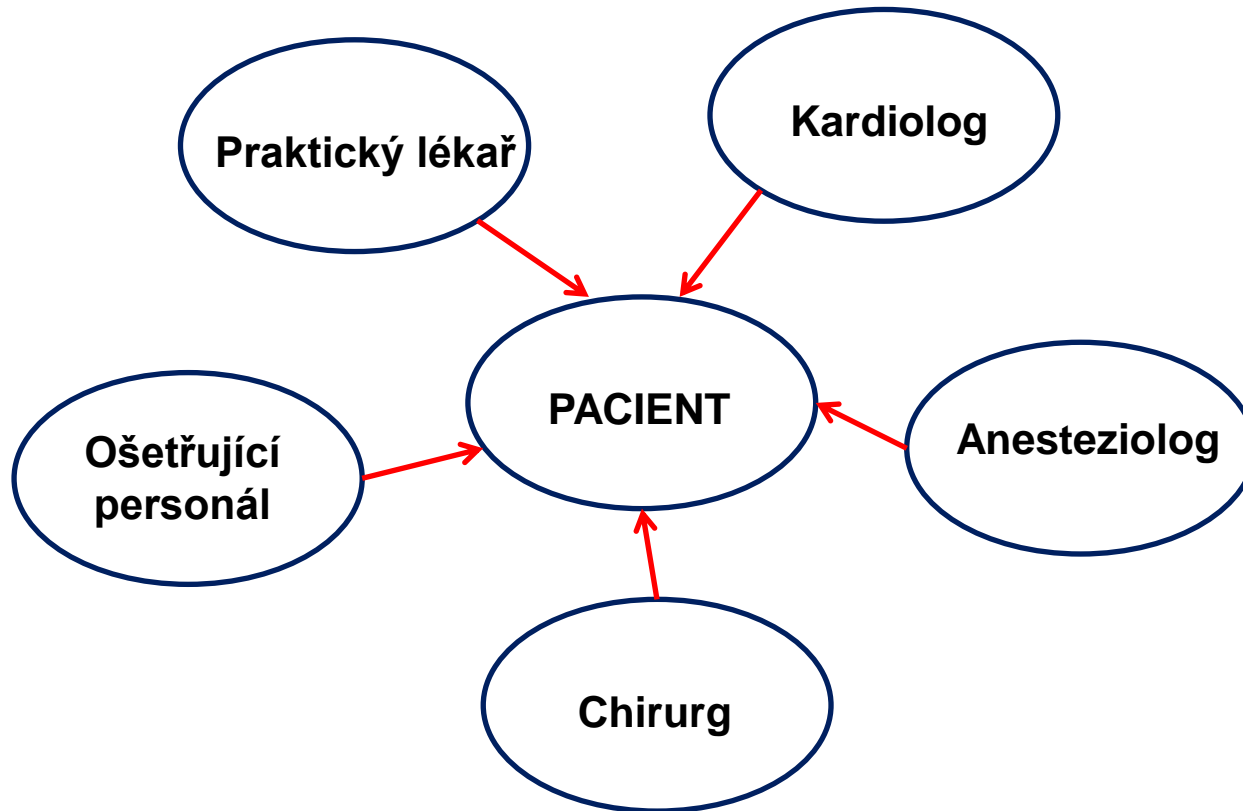 Praktický lékař
Kardiolog
PACIENT
Anesteziolog
Ošetřující
personál
Chirurg